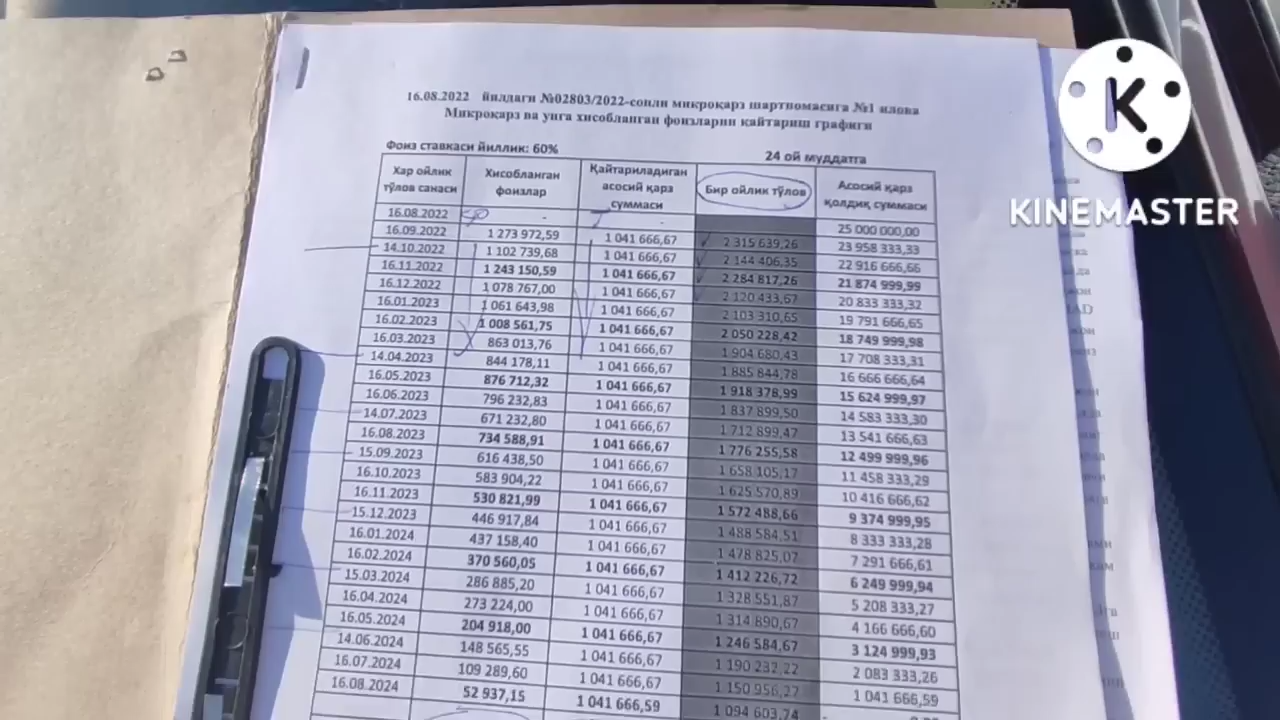 16.08.2022 йилдаги №02803/2022-сонли микроқарз шартномасига №1 илова
Микроқарз ва унга хисобланган фоизларни қайтариш графиги
Фоиз ставкаси йиллик: 60% 24 ой муддатга
Хар ойлик тўлов санаси Хисобланган фоизлар Қайтариладиган асосий қарз суммаси Бир ойлик тўлов Асосий қарз қолдиқ суммаси
16.08.2022 - - 25 000 000,00
16.09.2022 1 273 972,59 1 041 666,67 2 315 639,26 23 958 333,33
14.10.2022 1 102 739,68 1 041 666,67 2 144 406,35 22 916 666,66
16.11.2022 1 243 150,59 1 041 666,67 2 284 817,26 21 874 999,99
16.12.2022 1 078 767,00 1 041 666,67 2 120 433,67 20 833 333,32
16.01.2023 1 061 643,98 1 041 666,67 2 103 310,65 19 791 666,65
16.02.2023 1 008 561,75 1 041 666,67 2 050 228,42 18 749 999,98
16.03.2023 863 013,76 1 041 666,67 1 904 680,43 17 708 333,31
14.04.2023 844 178,11 1 041 666,67 1 885 844,78 16 666 666,64
16.05.2023 876 712,32 1 041 666,67 1 918 378,99 15 624 999,97
16.06.2023 796 232,83 1 041 666,67 1 837 899,50 14 583 333,30
14.07.2023 671 232,80 1 041 666,67 1 712 899,47 13 541 666,63
16.08.2023 734 588,91 1 041 666,67 1 776 255,58 12 499 999,96
15.09.2023 616 438,50 1 041 666,67 1 658 105,17 11 458 333,29
16.10.2023 583 904,22 1 041 666,67 1 625 570,89 10 416 666,62
16.11.2023 530 821,99 1 041 666,67 1 572 488,66 9 374 999,95
15.12.2023 446 917,84 1 041 666,67 1 488 584,51 8 333 333,28
16.01.2024 437 158,40 1 041 666,67 1 478 825,07 7 291 666,61
16.02.2024 370 560,05 1 041 666,67 1 412 226,72 6 249 999,94
15.03.2024 286 885,20 1 041 666,67 1 328 551,87 5 208 333,27
16.04.2024 273 224,00 1 041 666,67 1 314 890,67 4 166 666,60
16.05.2024 204 918,00 1 041 666,67 1 246 584,67 3 124 999,93
14.06.2024 148 565,55 1 041 666,67 1 190 232,22 2 083 333,26
16.07.2024 109 289,60 1 041 666,67 1 150 956,27 1 041 666,59
16.08.2024 52 937,15 1 041 666,59 1 094 603,74
K
KINEMASTER